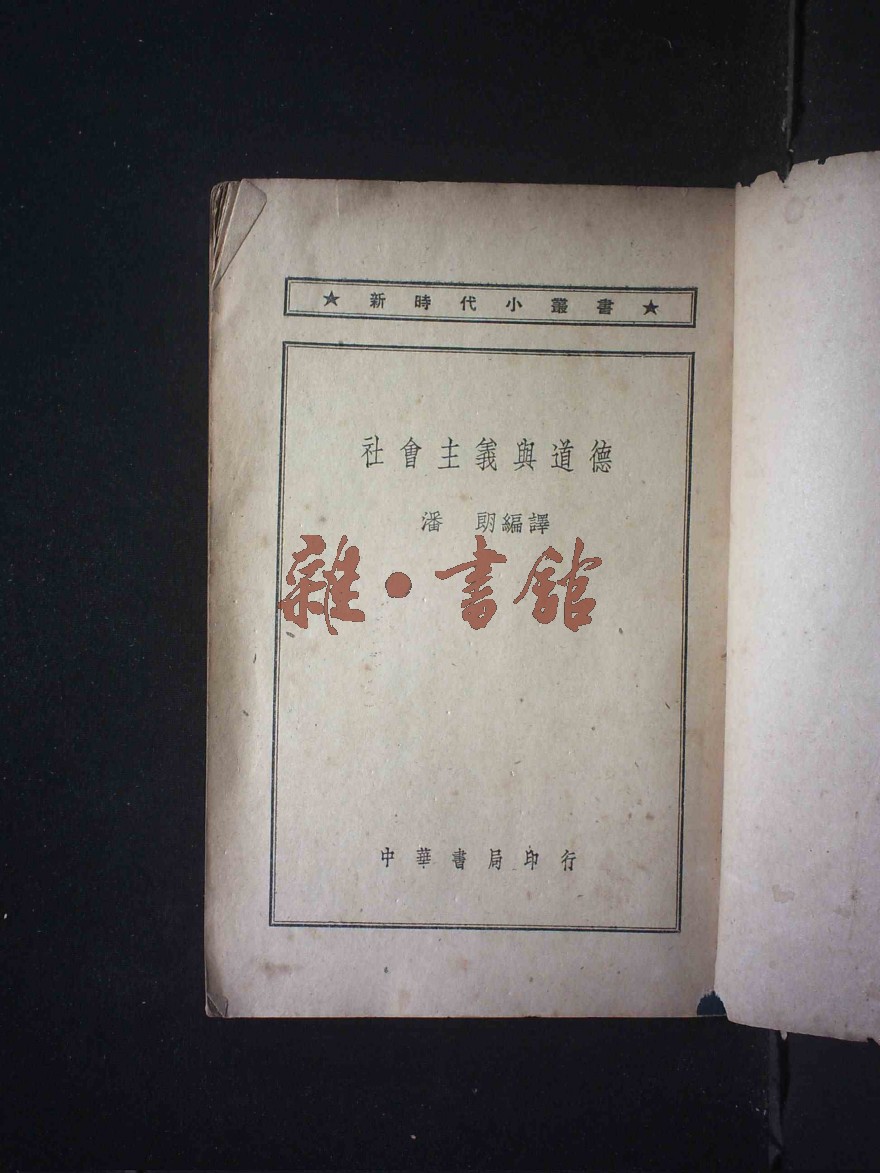 ★ 新時代小叢書 ★
社會主義與道德
潘朗編譯
雜·書館
中華書局印行